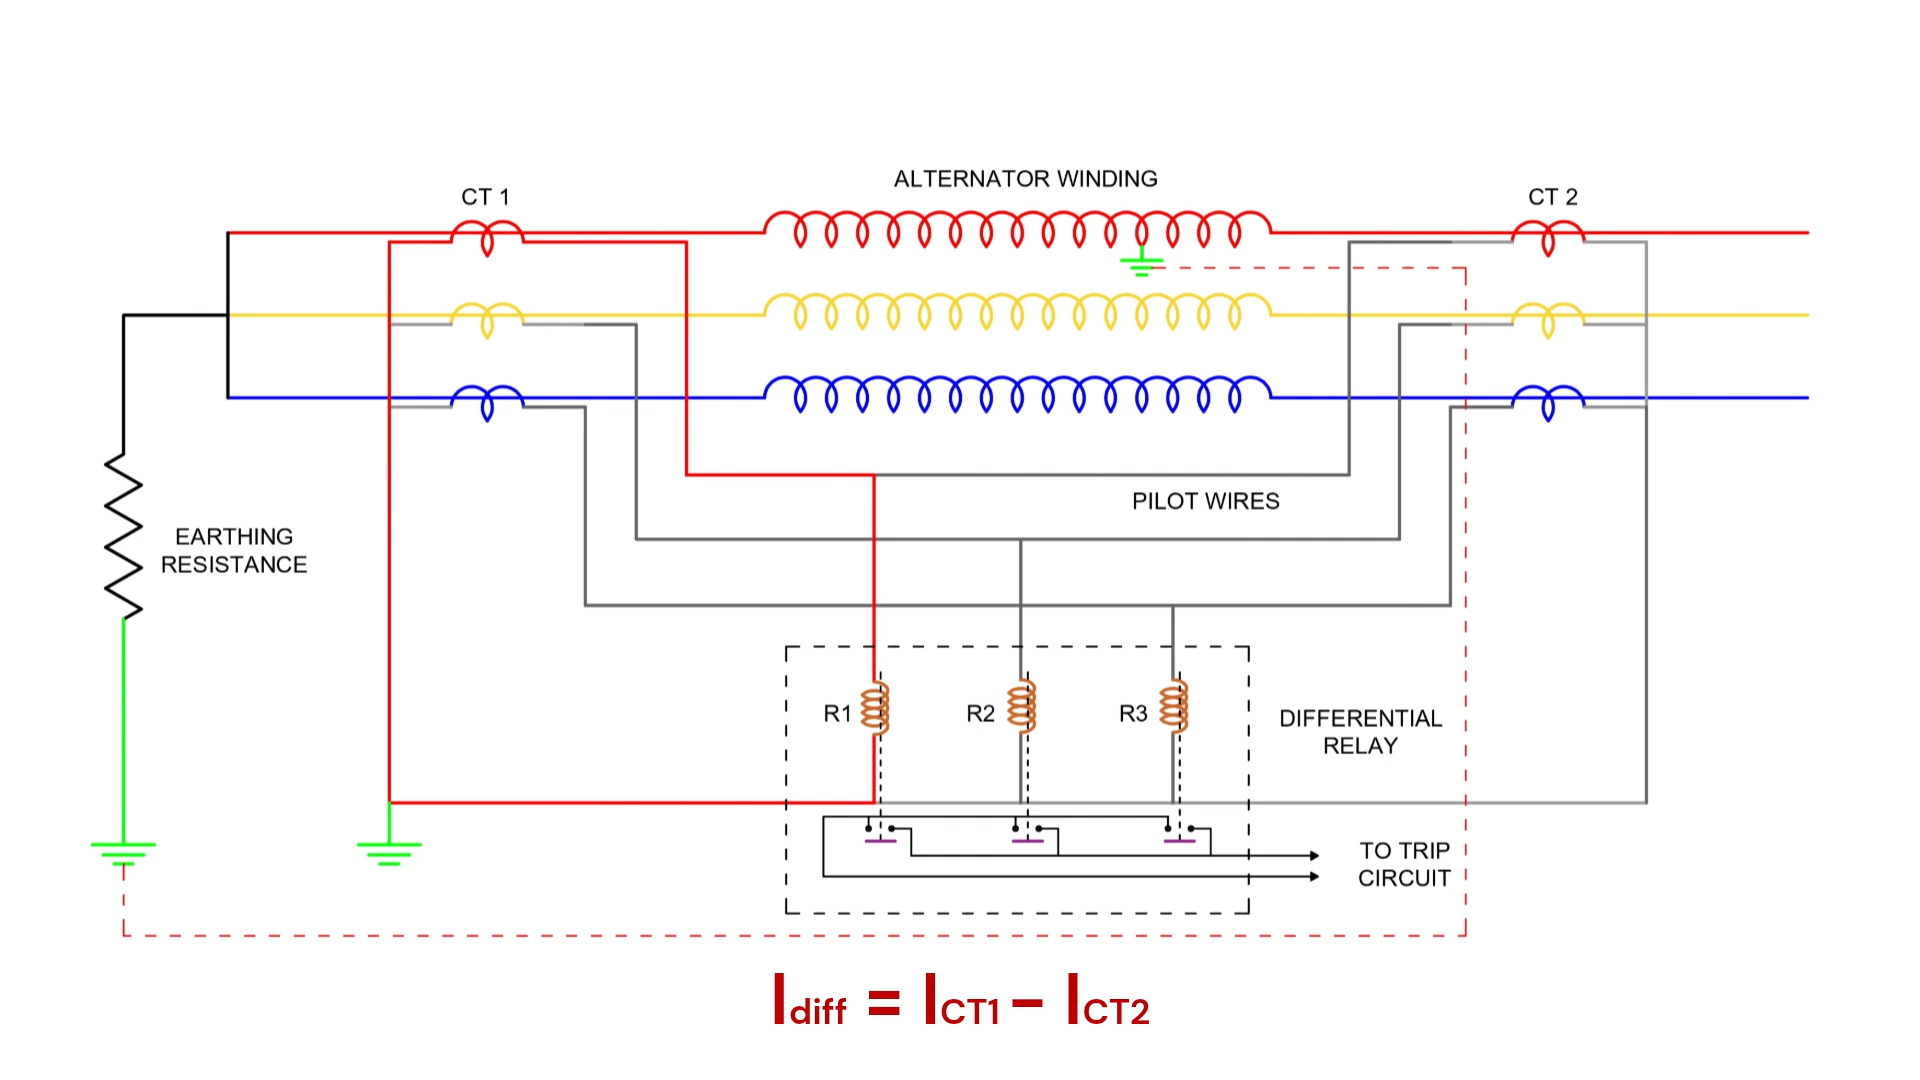 ALTERNATOR WINDING
CT 1
CT 2
PILOT WIRES
EARTHING
RESISTANCE
R1
R2
R3
DIFFERENTIAL
RELAY
TO TRIP
CIRCUIT
Idiff = ICT1 – ICT2